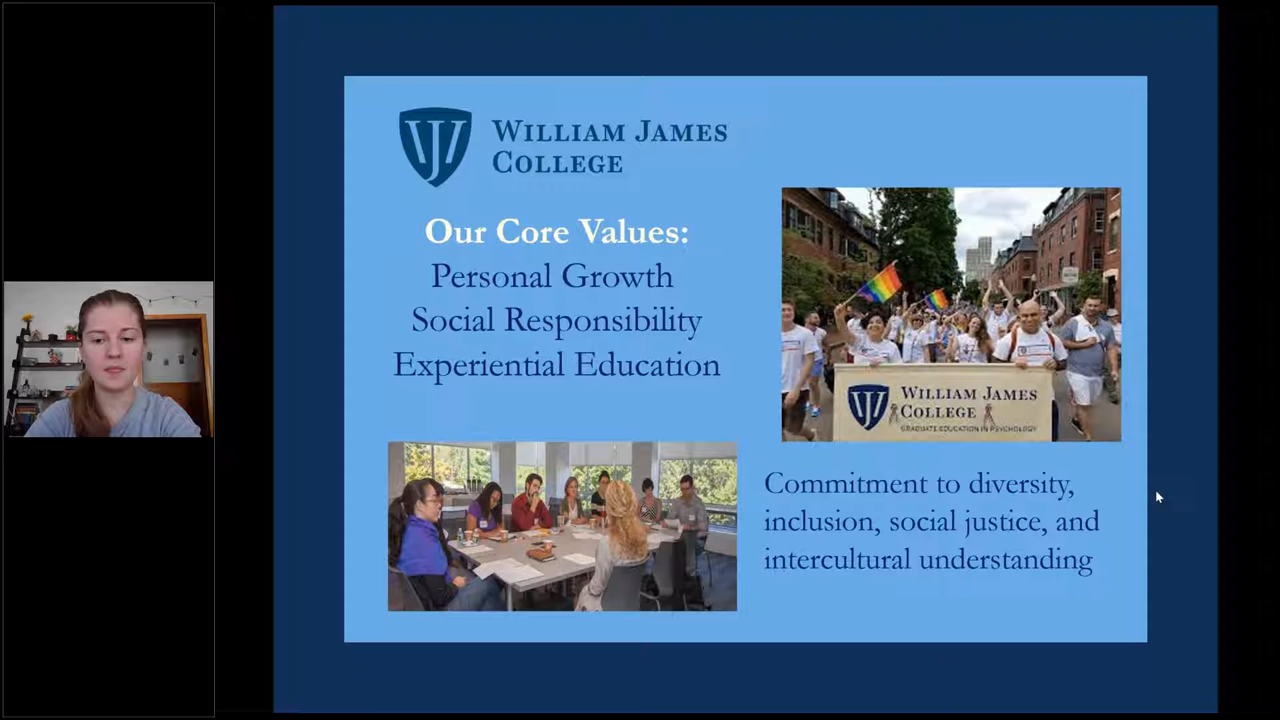 WILLIAM JAMES
COLLEGE
Our Core Values:
Personal Growth
Social Responsibility
Experiential Education
WILLIAM JAMES
COLLEGE
GRADUATE EDUCATION IN PSYCHOLOGY
Commitment to diversity,
inclusion, social justice, and
intercultural understanding